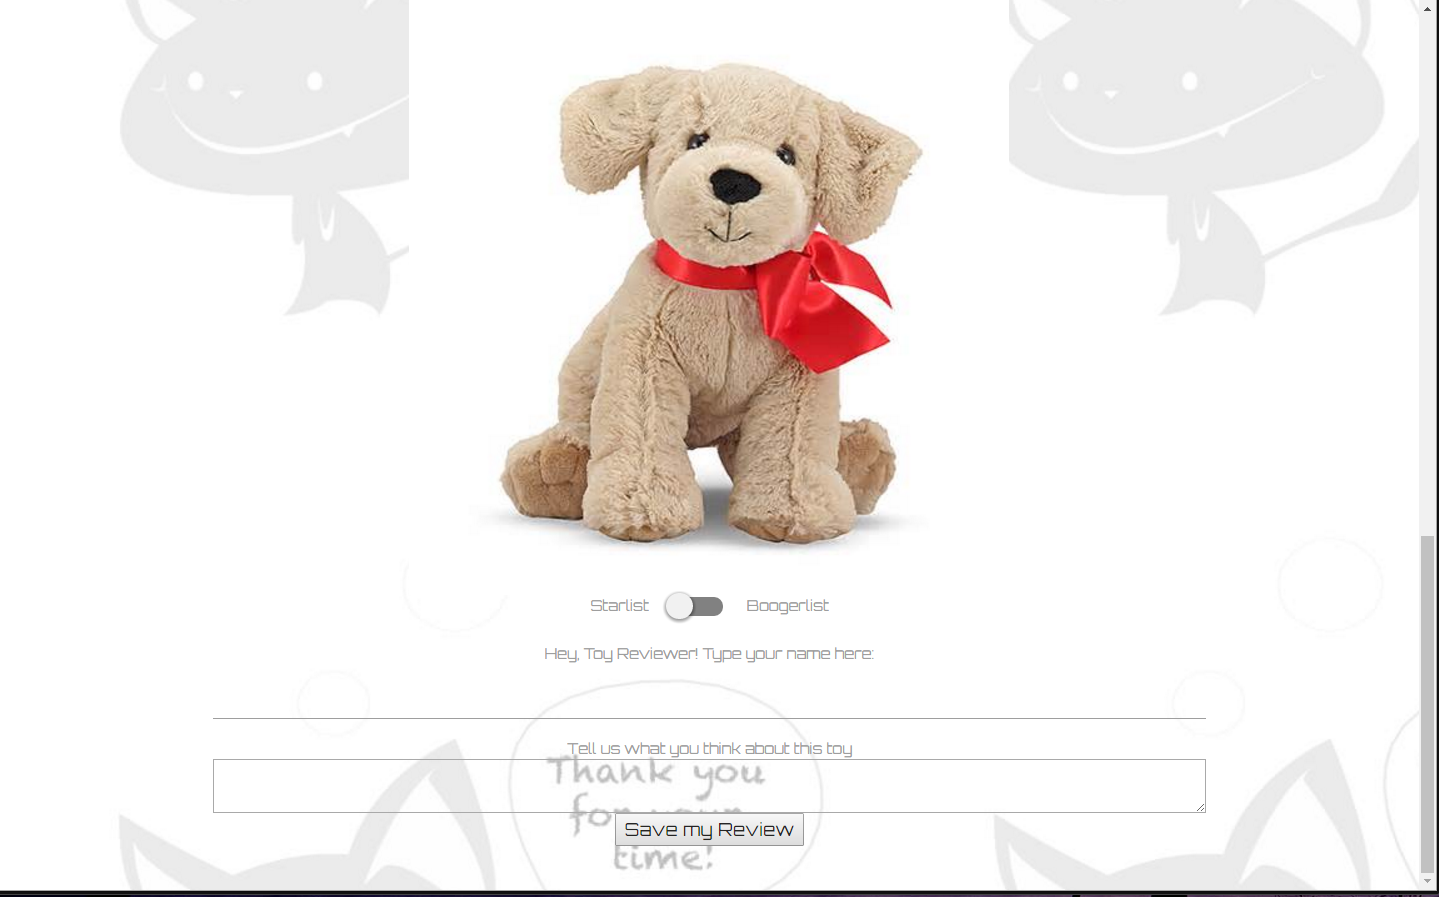 Starlist Boogerlist
Hey, Toy Reviewer! Type your name here:
Tell us what you think about this toy
Thank you
for your
Save my Review
time!